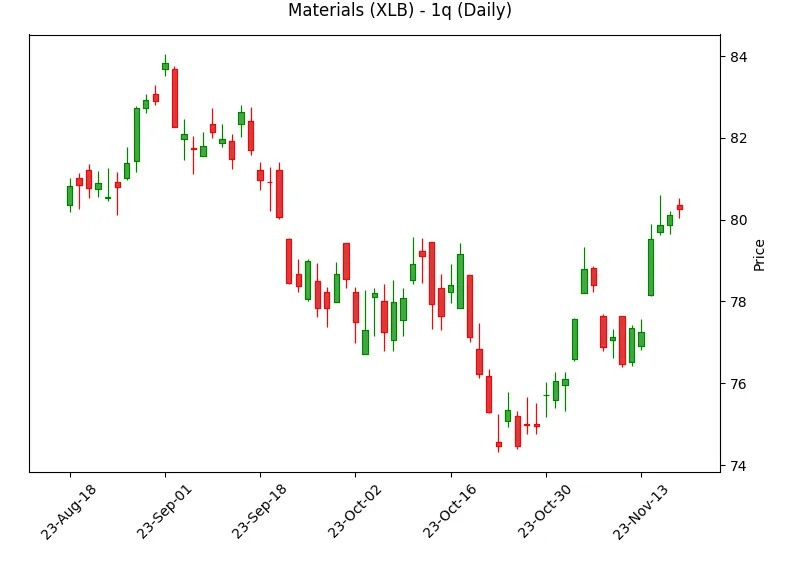 Materials (XLB) - 1q (Daily)
84
82
80
78
76
74
Price
23-Aug-18
23-Sep-01
23-Sep-18
23-Oct-02
23-Oct-16
23-Oct-30
23-Nov-13